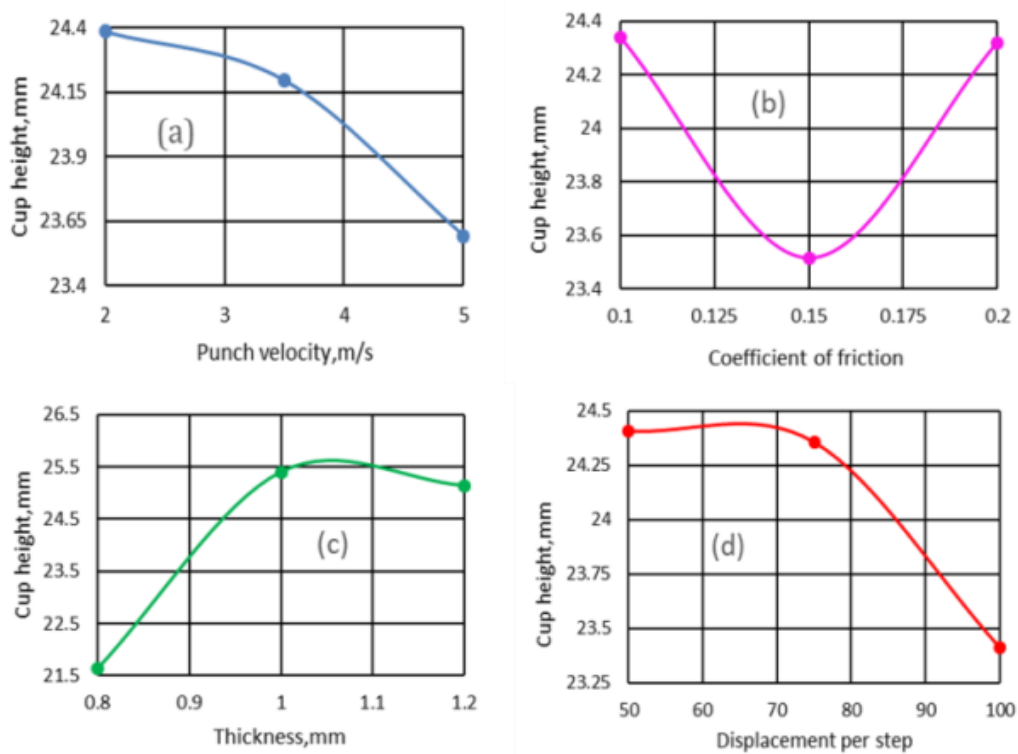 24.4
24.15
23.9
23.65
23.4
Cup height,mm
(a)
2 3 4 5
Punch velocity,m/s
24.4
24.2
24
23.8
23.6
23.4
Cup height,mm
(b)
0.1 0.125 0.15 0.175 0.2
Coefficient of friction
26.5
25.5
24.5
23.5
22.5
21.5
Cup height,mm
(c)
0.8 0.9 1 1.1 1.2
Thickness,mm
24.5
24.25
24
23.75
23.5
23.25
Cup height,mm
(d)
50 60 70 80 90 100
Displacement per step